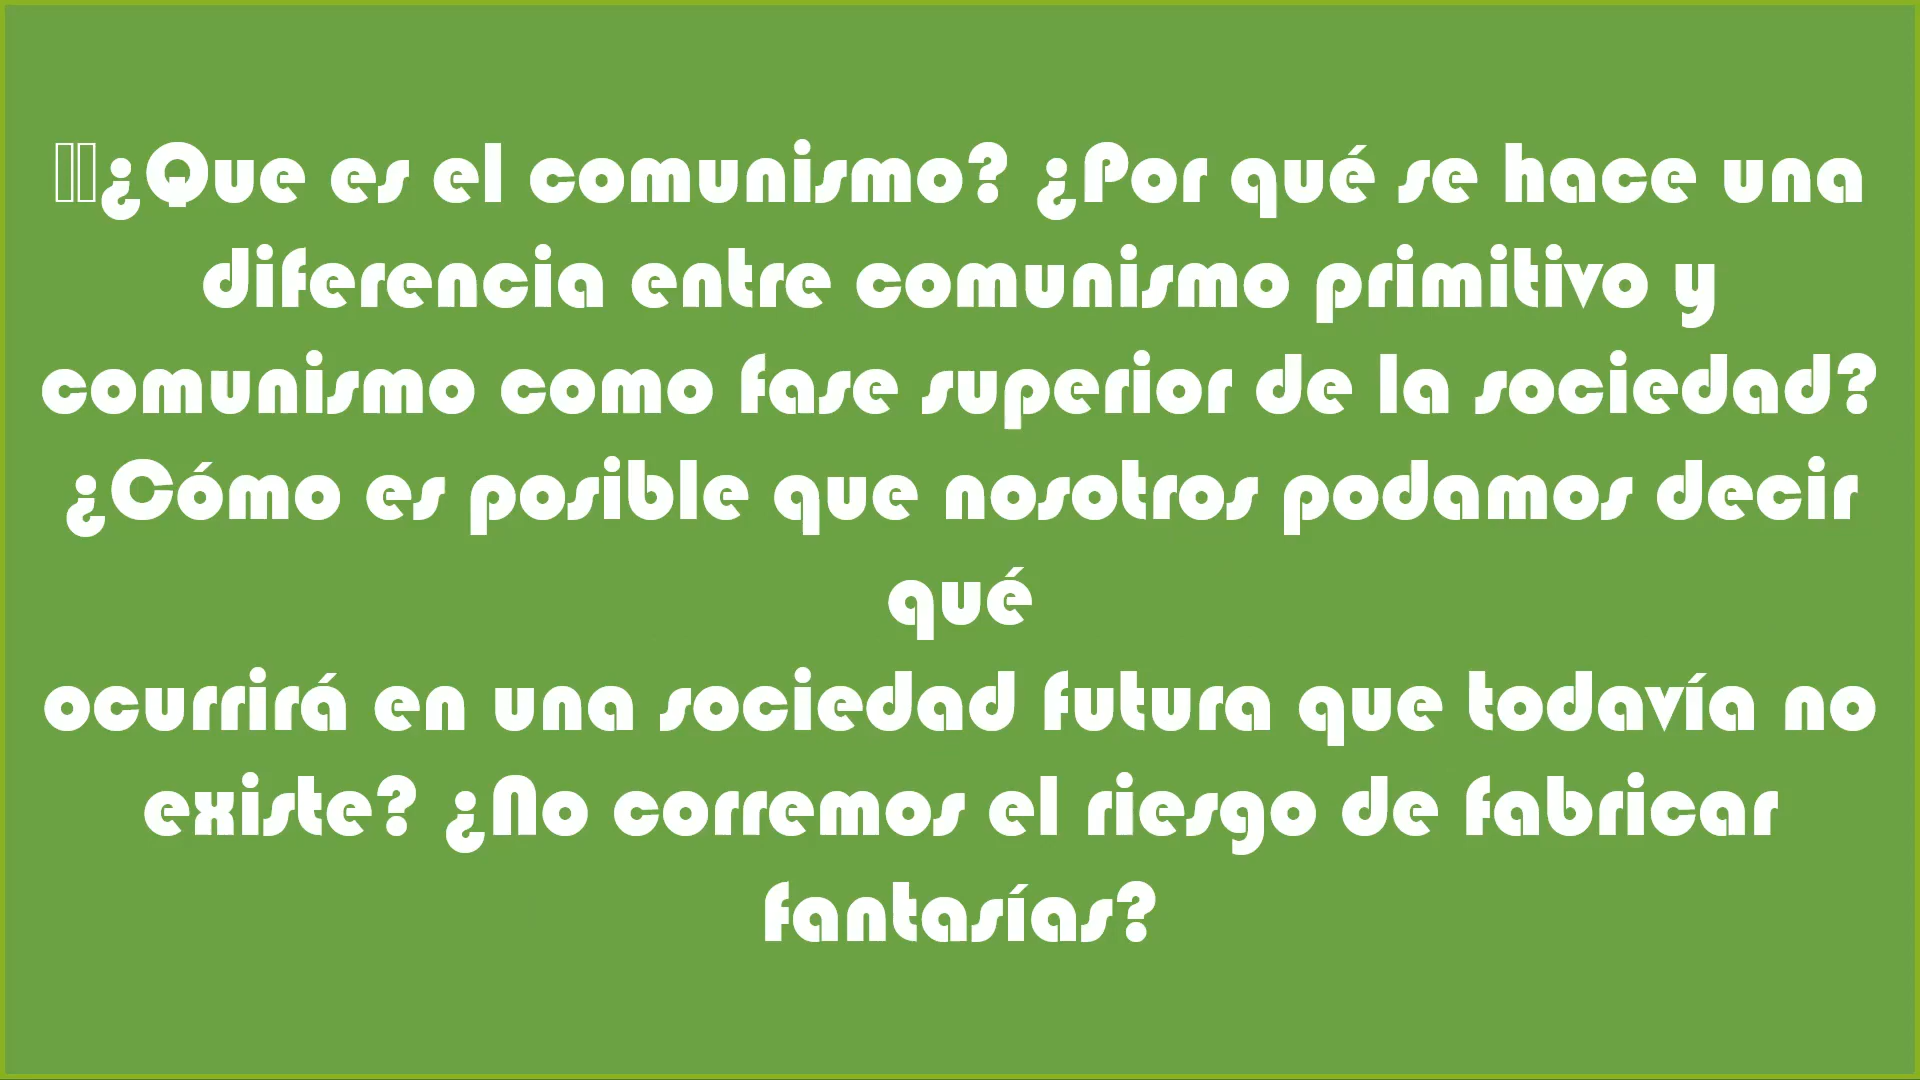 ¿Que es el comunismo? ¿Por qué se hace una
diferencia entre comunismo primitivo y
comunismo como fase superior de la sociedad?
¿Cómo es posible que nosotros podamos decir
qué
ocurrirá en una sociedad futura que todavía no
existe? ¿No corremos el riesgo de fabricar
fantasías?